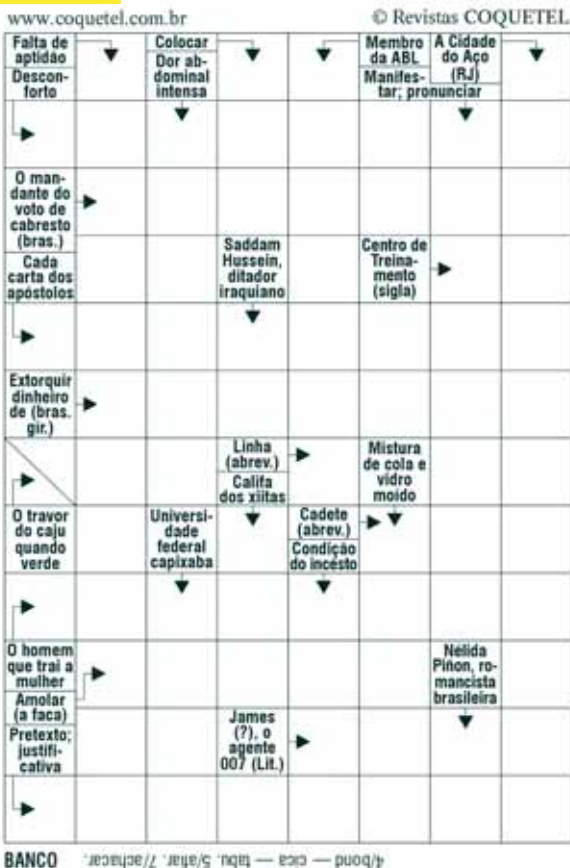 www.coquetel.com.br
© Revistas COQUETEL
Falta de
aptidão
Descon-
forto
Colocar
Dor ab-
dominal
intensa
Membro
da ABL
Manifes-
tar; pronunciar
A Cidade
do Aço
(RJ)
O man-
dante do
voto de
cabresto
(bras.)
Cada
carta dos
apóstolos
Saddam
Hussein,
ditador
iraquiano
Centro de
Treina-
mento
(sigla)
Extorquir
dinheiro
de (bras.
gír.)
Linha
(abrev.)
Califa
dos xiitas
Mistura
de cola e
vidro
moído
O travor
do caju
quando
verde
Universi-
dade
federal
capixaba
Cadete
(abrev.)
Condição
do incesto
O homem
que trai a
mulher
Amolar
(a faca)
Pretexto;
justifi-
cativa
Nelida
Piñon, ro-
mancista
brasileira
James
(?), o
agente
007 (Lit.)
BANCO
4/bond — cica — tabu. 5/afiar. 7/achacar.